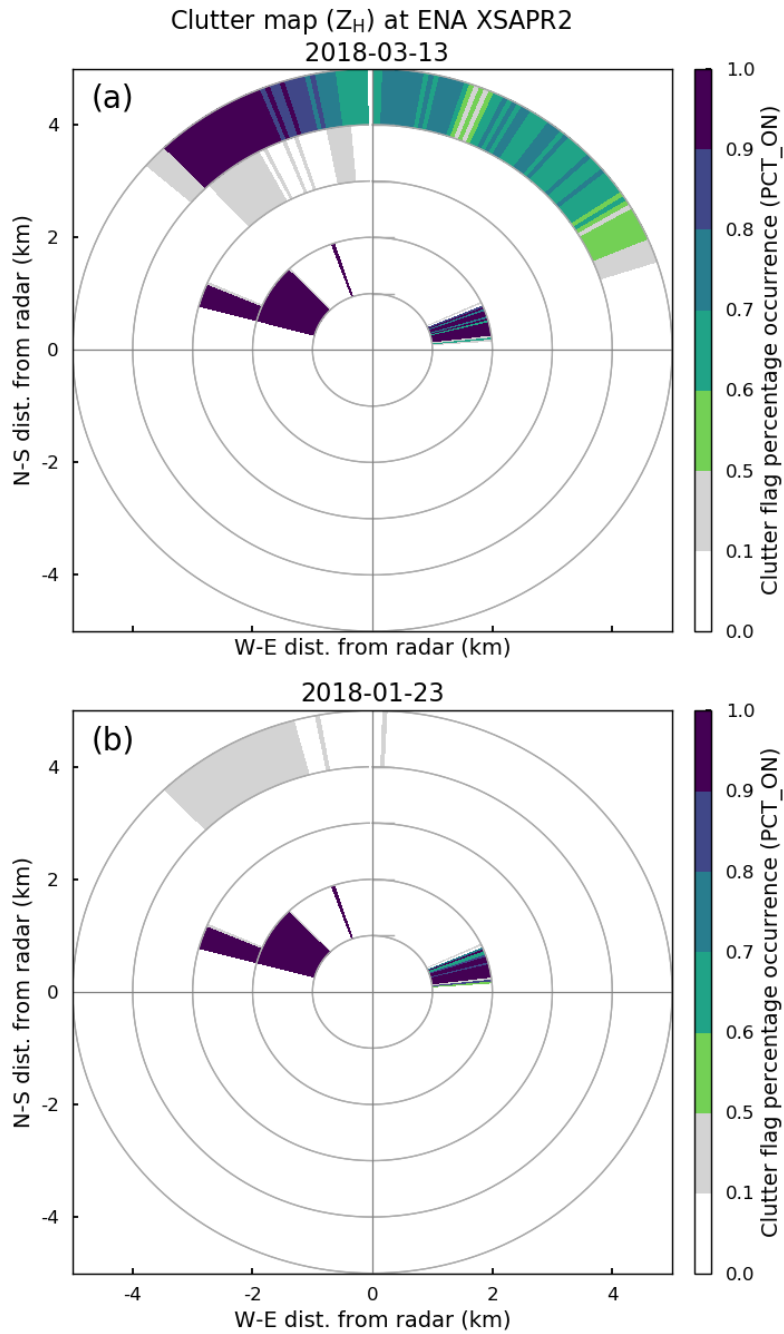 Clutter map (Z_H) at ENA XSAPR2
2018-03-13
(a)
N-S dist. from radar (km)
4
2
0
-2
-4
W-E dist. from radar (km)
1.0
0.9
0.8
0.7
0.6
0.5
0.1
0.0
Clutter flag percentage occurrence (PCT_ON)
2018-01-23
(b)
N-S dist. from radar (km)
4
2
0
-2
-4
-4 -2 0 2 4
W-E dist. from radar (km)
1.0
0.9
0.8
0.7
0.6
0.5
0.1
0.0
Clutter flag percentage occurrence (PCT_ON)